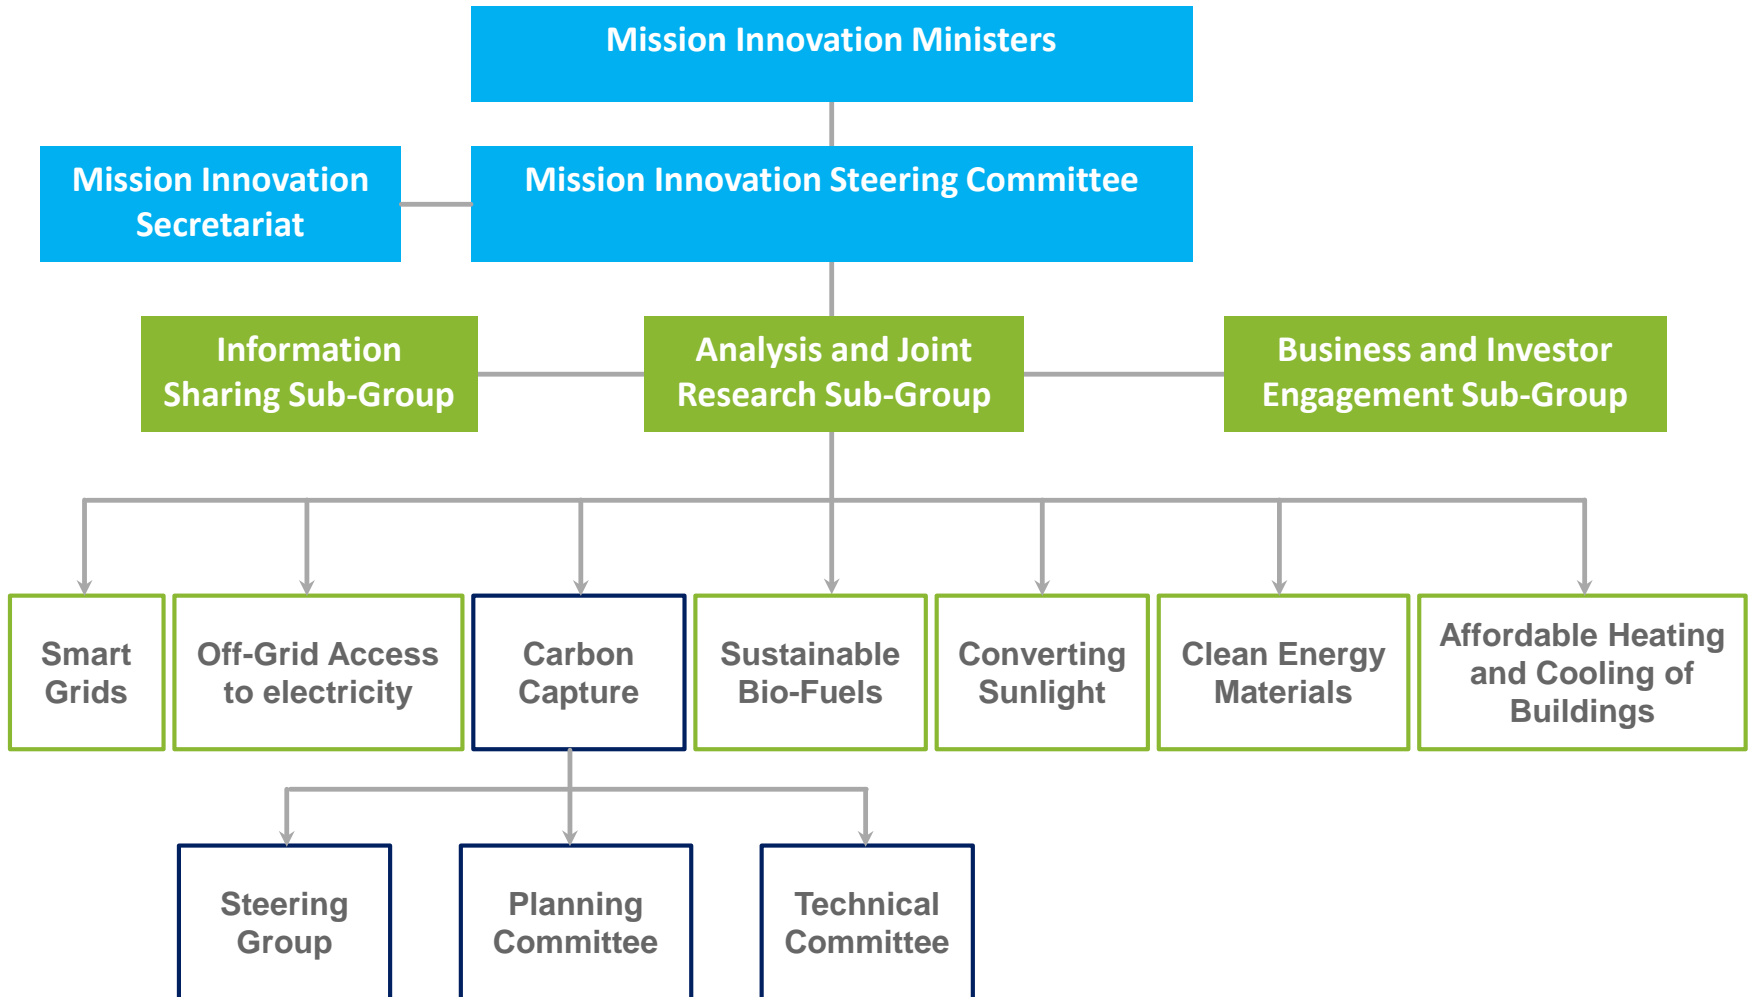 Mission Innovation Ministers
Mission Innovation
Secretariat
Mission Innovation Steering Committee
Information
Sharing Sub-Group
Analysis and Joint
Research Sub-Group
Business and Investor
Engagement Sub-Group
Smart
Grids
Off-Grid Access
to electricity
Carbon
Capture
Sustainable
Bio-Fuels
Converting
Sunlight
Clean Energy
Materials
Affordable Heating
and Cooling of
Buildings
Steering
Group
Planning
Committee
Technical
Committee